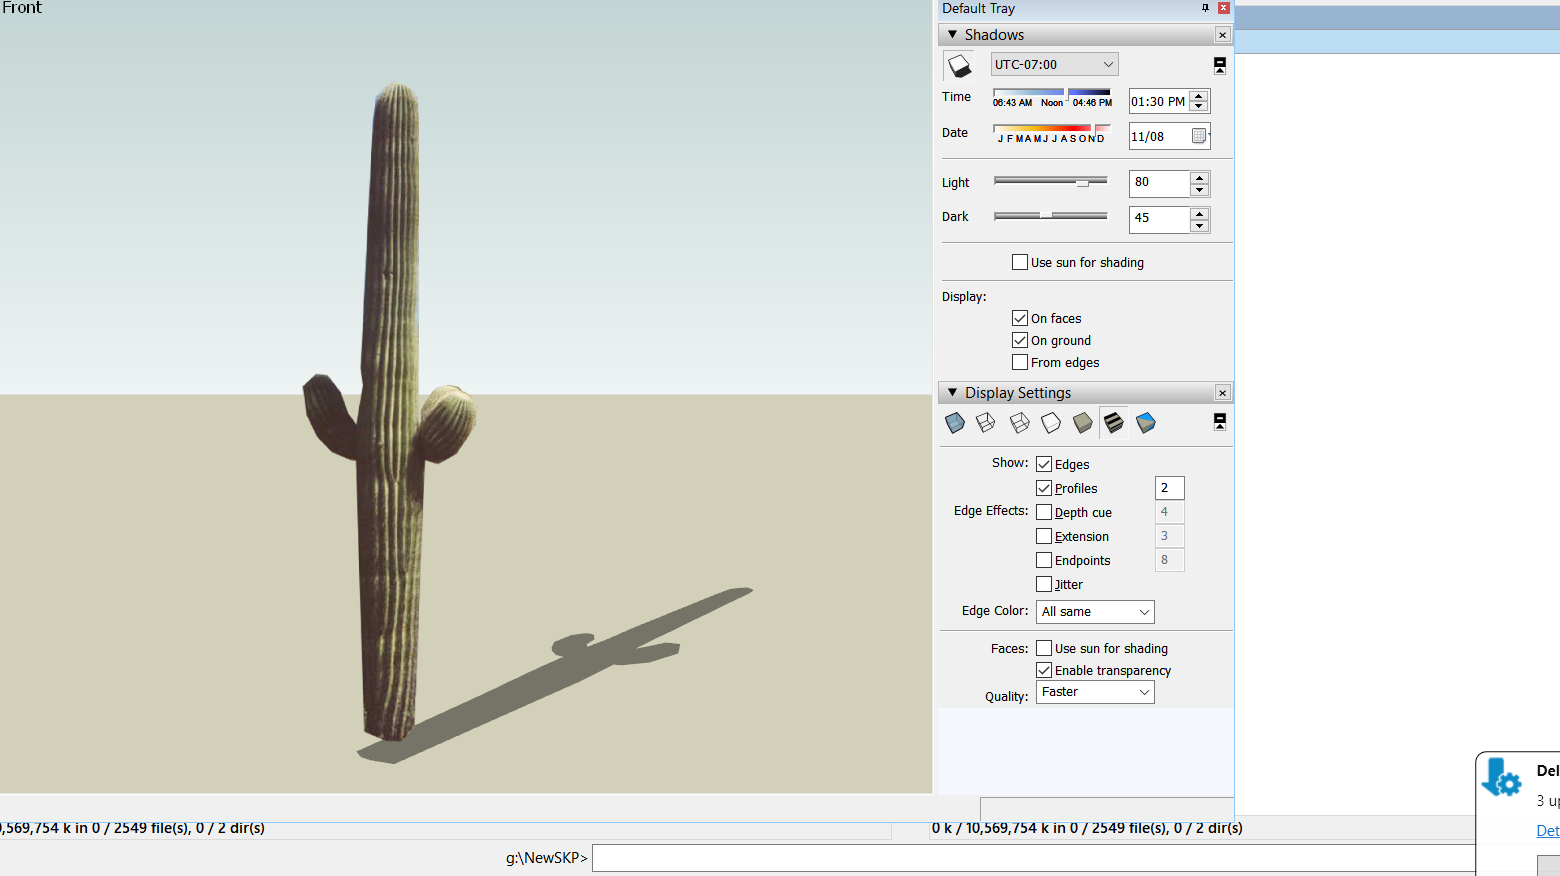 Front
Default Tray
Shadows
UTC-07:00
Time
06:43 AM Noon 04:46 PM
01:30 PM
Date
J F M A M J J A S O N D
11/08
Light
80
Dark
45
Use sun for shading
Display:
On faces
On ground
From edges
Display Settings
Show:
Edges
Profiles
2
Edge Effects:
Depth cue
4
Extension
3
Endpoints
8
Jitter
Edge Color:
All same
Faces:
Use sun for shading
Enable transparency
Quality:
Faster
,569,754 k in 0 / 2549 file(s), 0 / 2 dir(s)
0 k / 10,569,754 k in 0 / 2549 file(s), 0 / 2 dir(s)
g:\NewSKP>
Del
3 up
Det